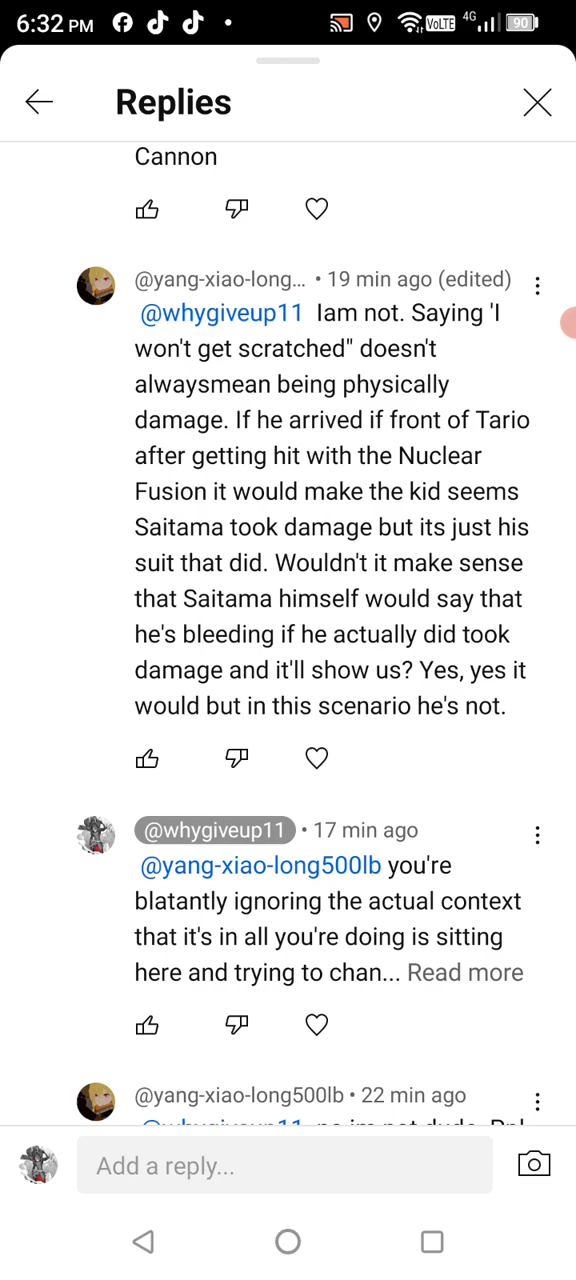 6:32 PM
VoLTE
4G
90
Replies
Cannon
@yang-xiao-long... • 19 min ago (edited)
@whygiveup11 Iam not. Saying 'I
won't get scratched" doesn't
alwaysmean being physically
damage. If he arrived if front of Tario
after getting hit with the Nuclear
Fusion it would make the kid seems
Saitama took damage but its just his
suit that did. Wouldn't it make sense
that Saitama himself would say that
he's bleeding if he actually did took
damage and it'll show us? Yes, yes it
would but in this scenario he's not.
@whygiveup11 • 17 min ago
@yang-xiao-long500lb you're
blatantly ignoring the actual context
that it's in all you're doing is sitting
here and trying to chan... Read more
@yang-xiao-long500lb • 22 min ago
Add a reply...